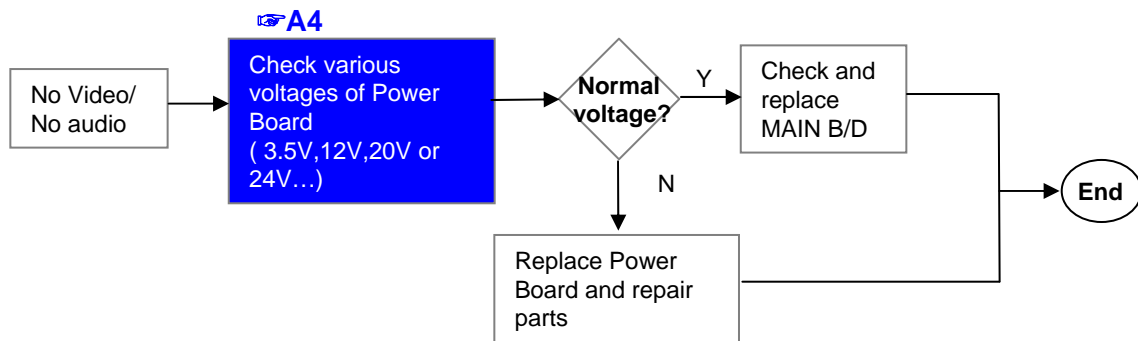 ☞A4
No Video/
No audio
Check various
voltages of Power
Board
( 3.5V,12V,20V or
24V…)
Normal
voltage?
Y
Check and
replace
MAIN B/D
N
Replace Power
Board and repair
parts
End